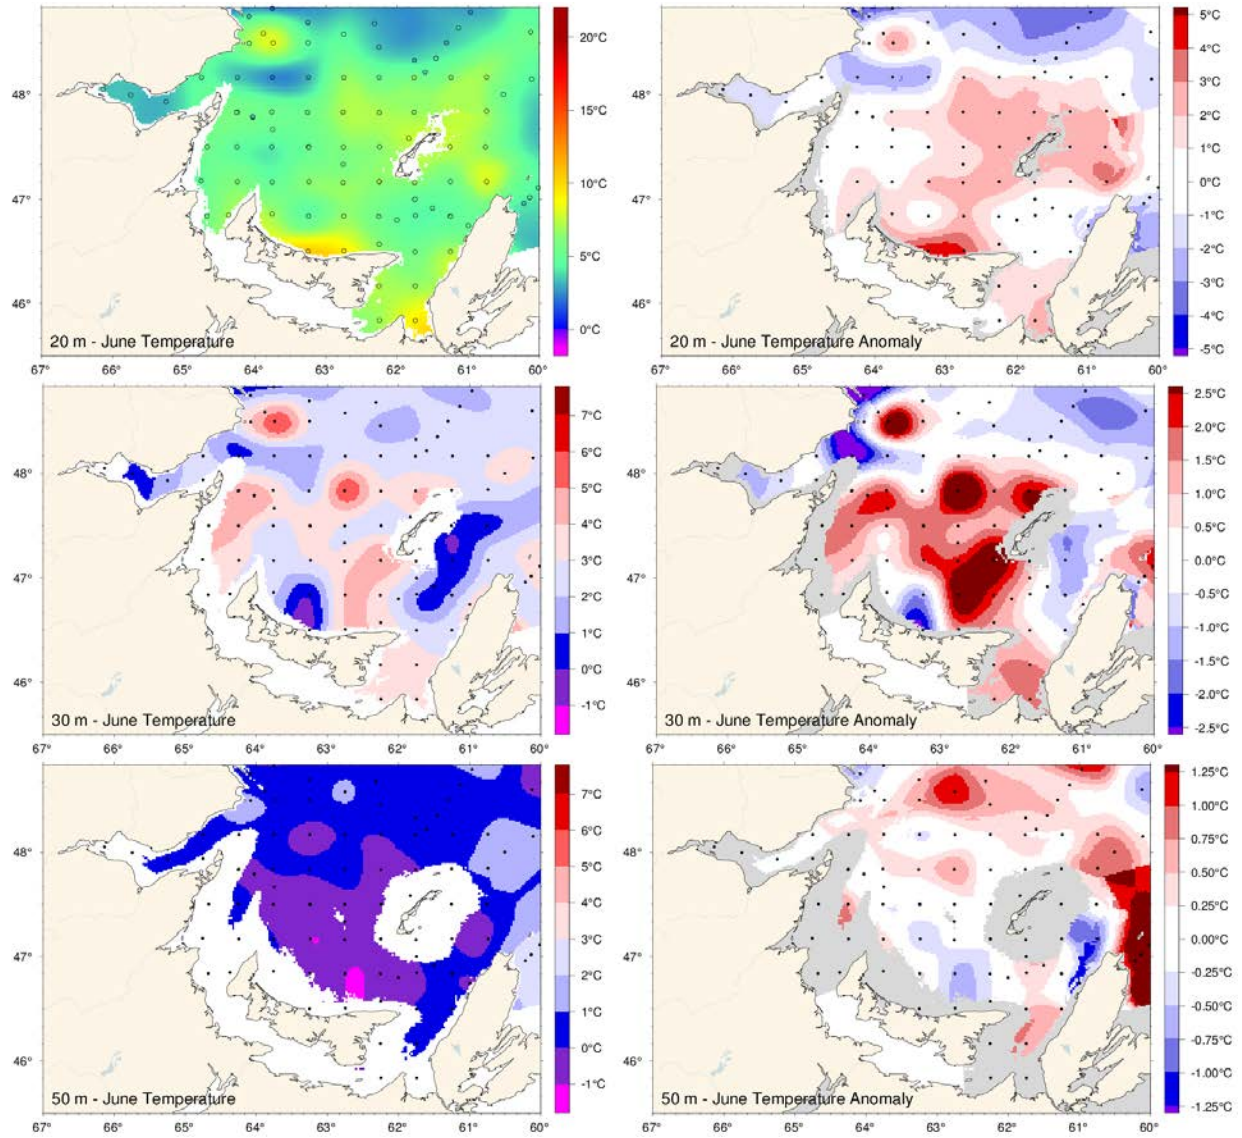 20°C
15°C
10°C
5°C
0°C
48°
47°
46°
20 m - June Temperature
67° 66° 65° 64° 63° 62° 61° 60°
5°C
4°C
3°C
2°C
1°C
0°C
-1°C
-2°C
-3°C
-4°C
-5°C
48°
47°
46°
20 m - June Temperature Anomaly
67° 66° 65° 64° 63° 62° 61° 60°
7°C
6°C
5°C
4°C
3°C
2°C
1°C
0°C
-1°C
48°
47°
46°
30 m - June Temperature
67° 66° 65° 64° 63° 62° 61° 60°
2.5°C
2.0°C
1.5°C
1.0°C
0.5°C
0.0°C
-0.5°C
-1.0°C
-1.5°C
-2.0°C
-2.5°C
48°
47°
46°
30 m - June Temperature Anomaly
67° 66° 65° 64° 63° 62° 61° 60°
7°C
6°C
5°C
4°C
3°C
2°C
1°C
0°C
-1°C
48°
47°
46°
50 m - June Temperature
67° 66° 65° 64° 63° 62° 61° 60°
1.25°C
1.00°C
0.75°C
0.50°C
0.25°C
0.00°C
-0.25°C
-0.50°C
-0.75°C
-1.00°C
-1.25°C
48°
47°
46°
50 m - June Temperature Anomaly
67° 66° 65° 64° 63° 62° 61° 60°